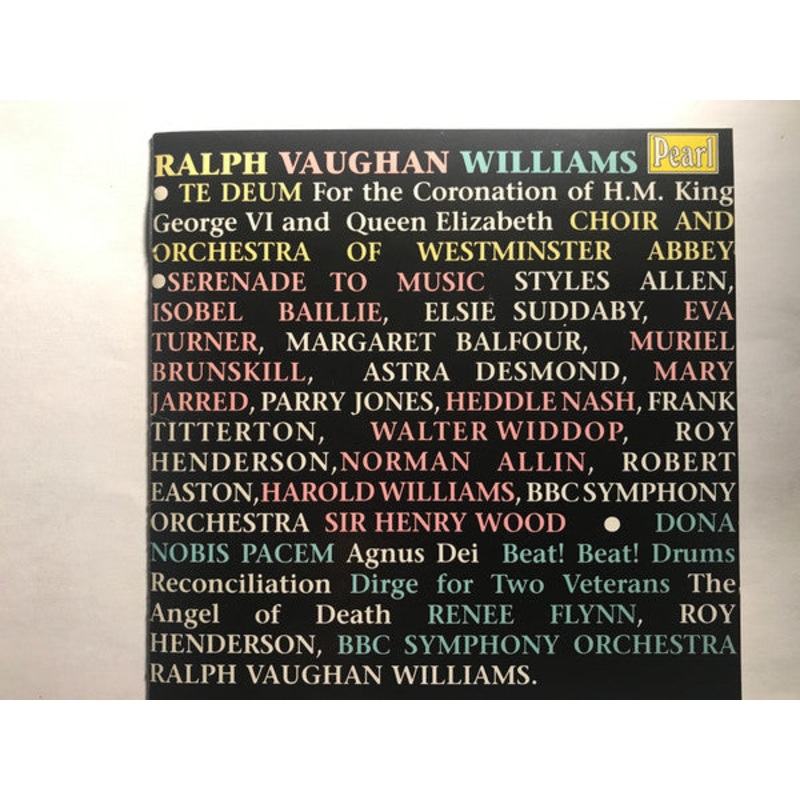 RALPH VAUGHAN WILLIAMS Pearl
• TE DEUM For the Coronation of H.M. King
George VI and Queen Elizabeth CHOIR AND
ORCHESTRA OF WESTMINSTER ABBEY
•SERENADE TO MUSIC STYLES ALLEN,
ISOBEL BAILLIE, ELSIE SUDDABY, EVA
TURNER, MARGARET BALFOUR, MURIEL
BRUNSKILL, ASTRA DESMOND, MARY
JARRED, PARRY JONES, HEDDLE NASH, FRANK
TITTERTON, WALTER WIDDOP, ROY
HENDERSON, NORMAN ALLIN, ROBERT
EASTON, HAROLD WILLIAMS, BBC SYMPHONY
ORCHESTRA SIR HENRY WOOD • DONA
NOBIS PACEM Agnus Dei Beat! Beat! Drums
Reconciliation Dirge for Two Veterans The
Angel of Death RENEE FLYNN, ROY
HENDERSON, BBC SYMPHONY ORCHESTRA
RALPH VAUGHAN WILLIAMS.